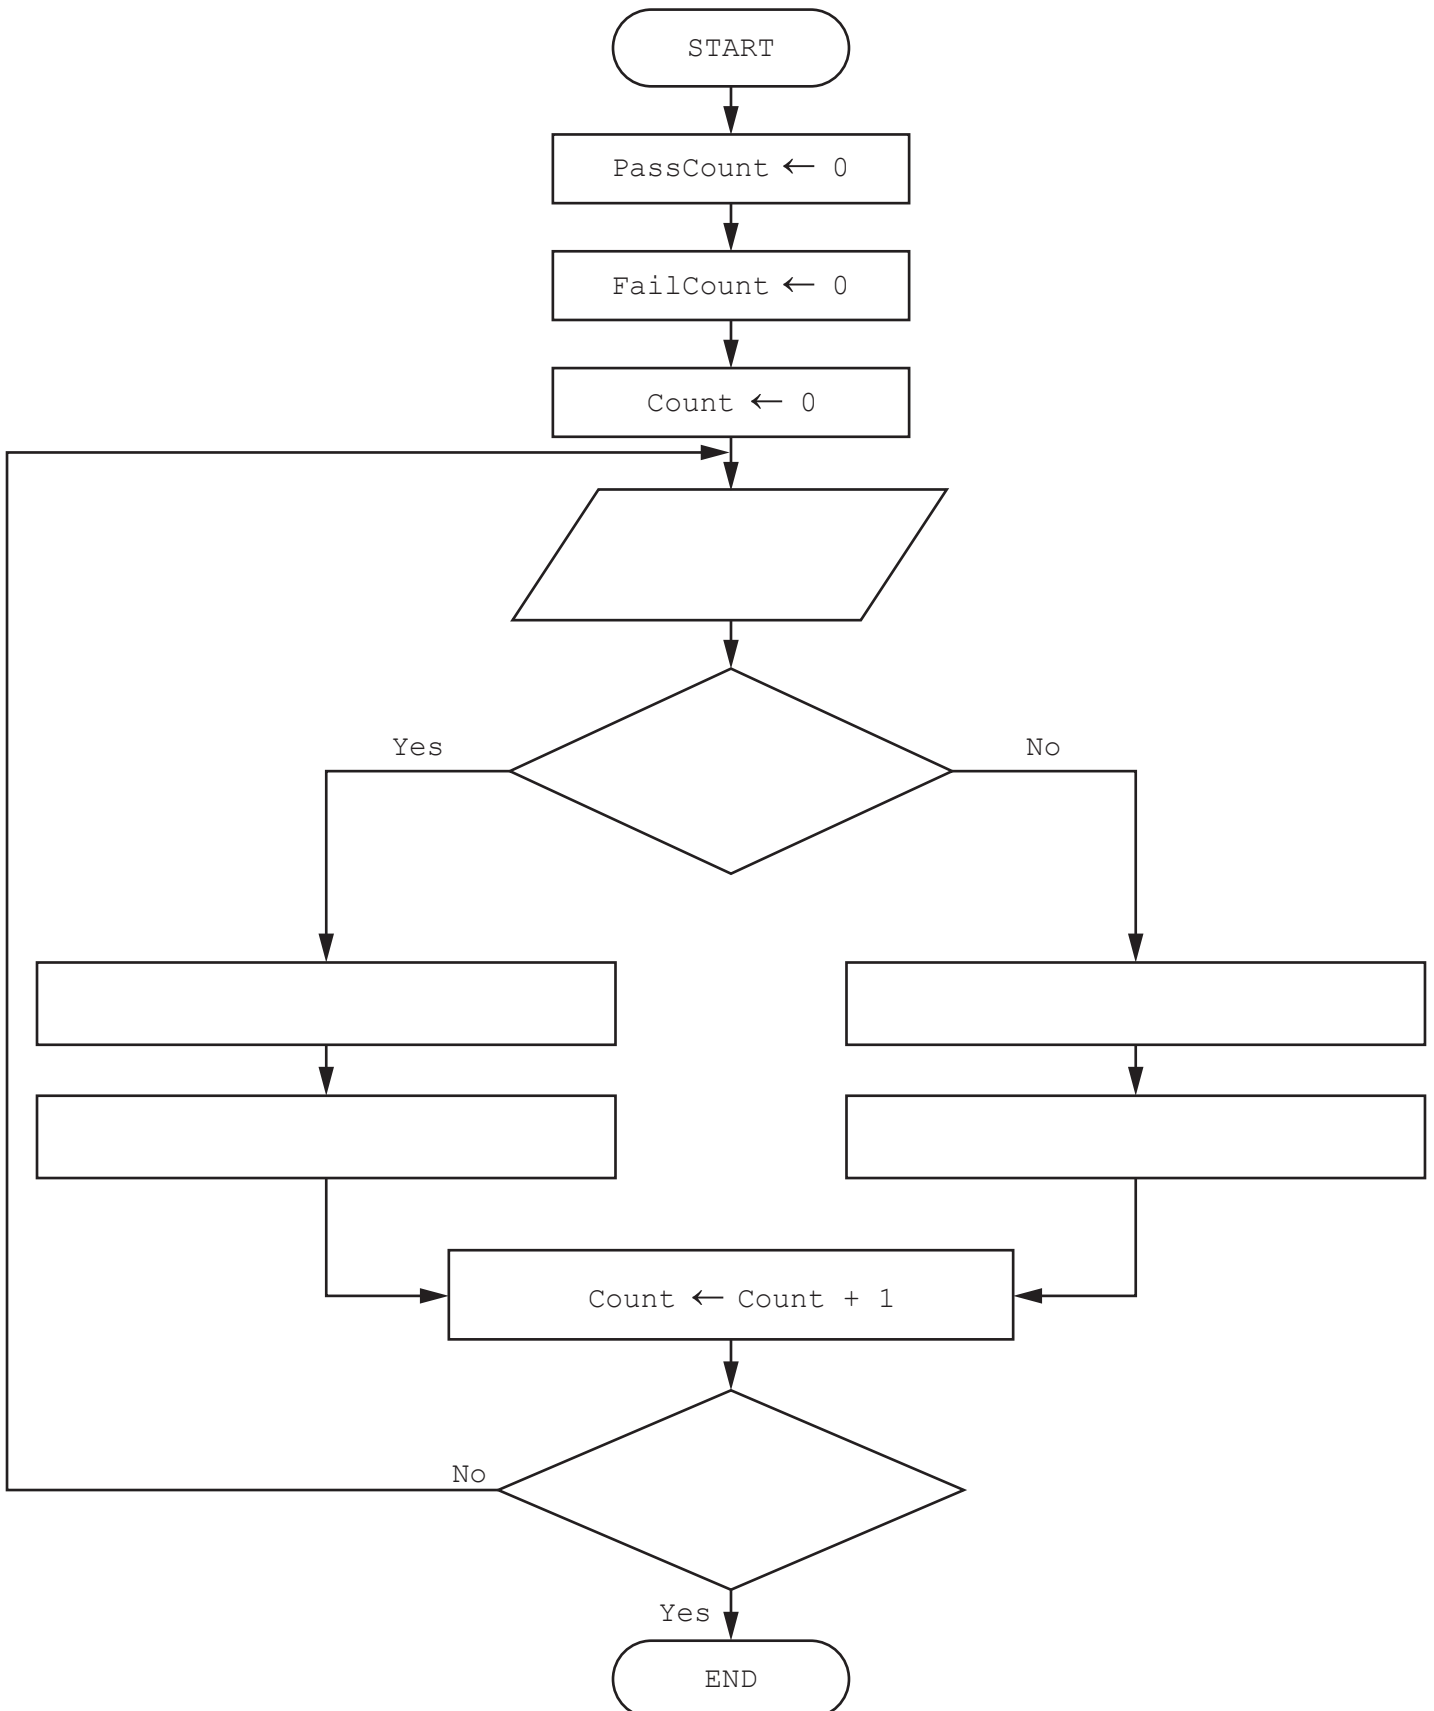 START
PassCount ← 0
FailCount ← 0
Count ← 0
Yes
No
Count ← Count + 1
No
Yes
END